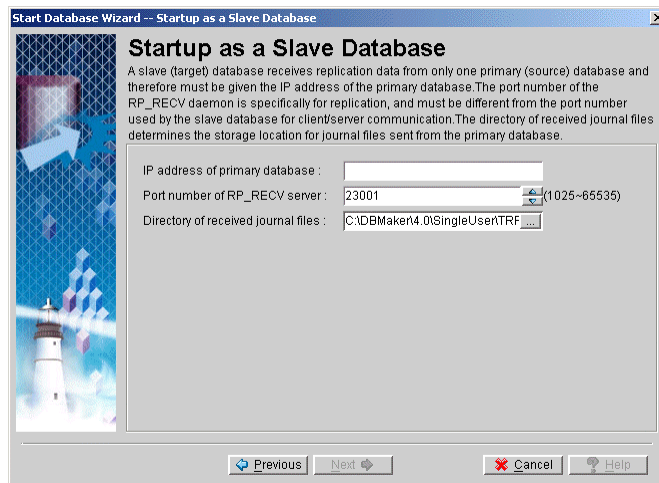 Start Database Wizard -- Startup as a Slave Database
Startup as a Slave Database
A slave (target) database receives replication data from only one primary (source) database and
therefore must be given the IP address of the primary database.The port number of the
RP_RECV daemon is specifically for replication, and must be different from the port number
used by the slave database for client/server communication.The directory of received journal files
determines the storage location for journal files sent from the primary database.
IP address of primary database :
Port number of RP_RECV server : 23001 (1025~65535)
Directory of received journal files : C:\DBMaker\4.0\SingleUser\TRF ...
Previous Next Cancel Help